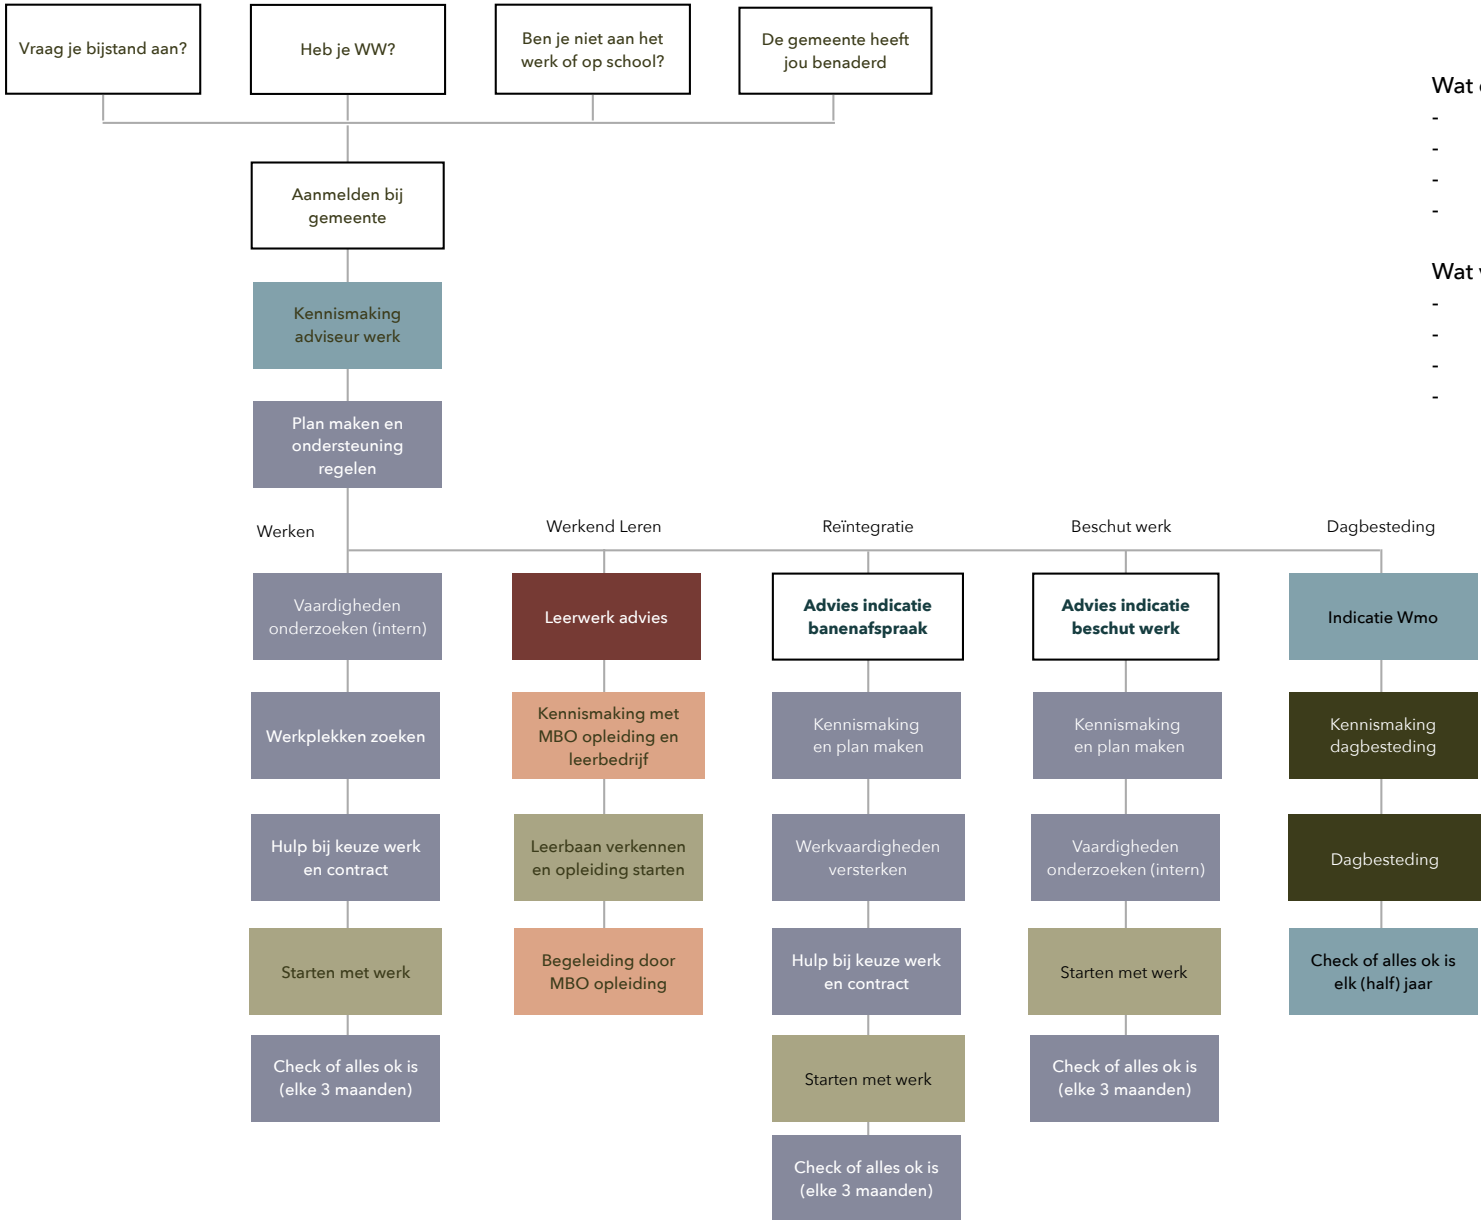 Vraag je bijstand aan?
Heb je WW?
Ben je niet aan het
werk of op school?
De gemeente heeft
jou benaderd
Wat
-
-
-
-
Wat
-
-
-
-
Aanmelden bij
gemeente
Kennismaking
adviseur werk
Plan maken en
ondersteuning
regelen
Werken
Werkend Leren
Reïntegratie
Beschut werk
Dagbesteding
Vaardigheden
onderzoeken (intern)
Werkplekken zoeken
Hulp bij keuze werk
en contract
Starten met werk
Check of alles ok is
(elke 3 maanden)
Leerwerk advies
Kennismaking met
MBO opleiding en
leerbedrijf
Leerbaan verkennen
en opleiding starten
Begeleiding door
MBO opleiding
Advies indicatie
banenafspraak
Kennismaking
en plan maken
Werkvaardigheden
versterken
Hulp bij keuze werk
en contract
Starten met werk
Check of alles ok is
(elke 3 maanden)
Advies indicatie
beschut werk
Kennismaking
en plan maken
Vaardigheden
onderzoeken (intern)
Starten met werk
Check of alles ok is
(elke 3 maanden)
Indicatie Wmo
Kennismaking
dagbesteding
Dagbesteding
Check of alles ok is
elk (half) jaar